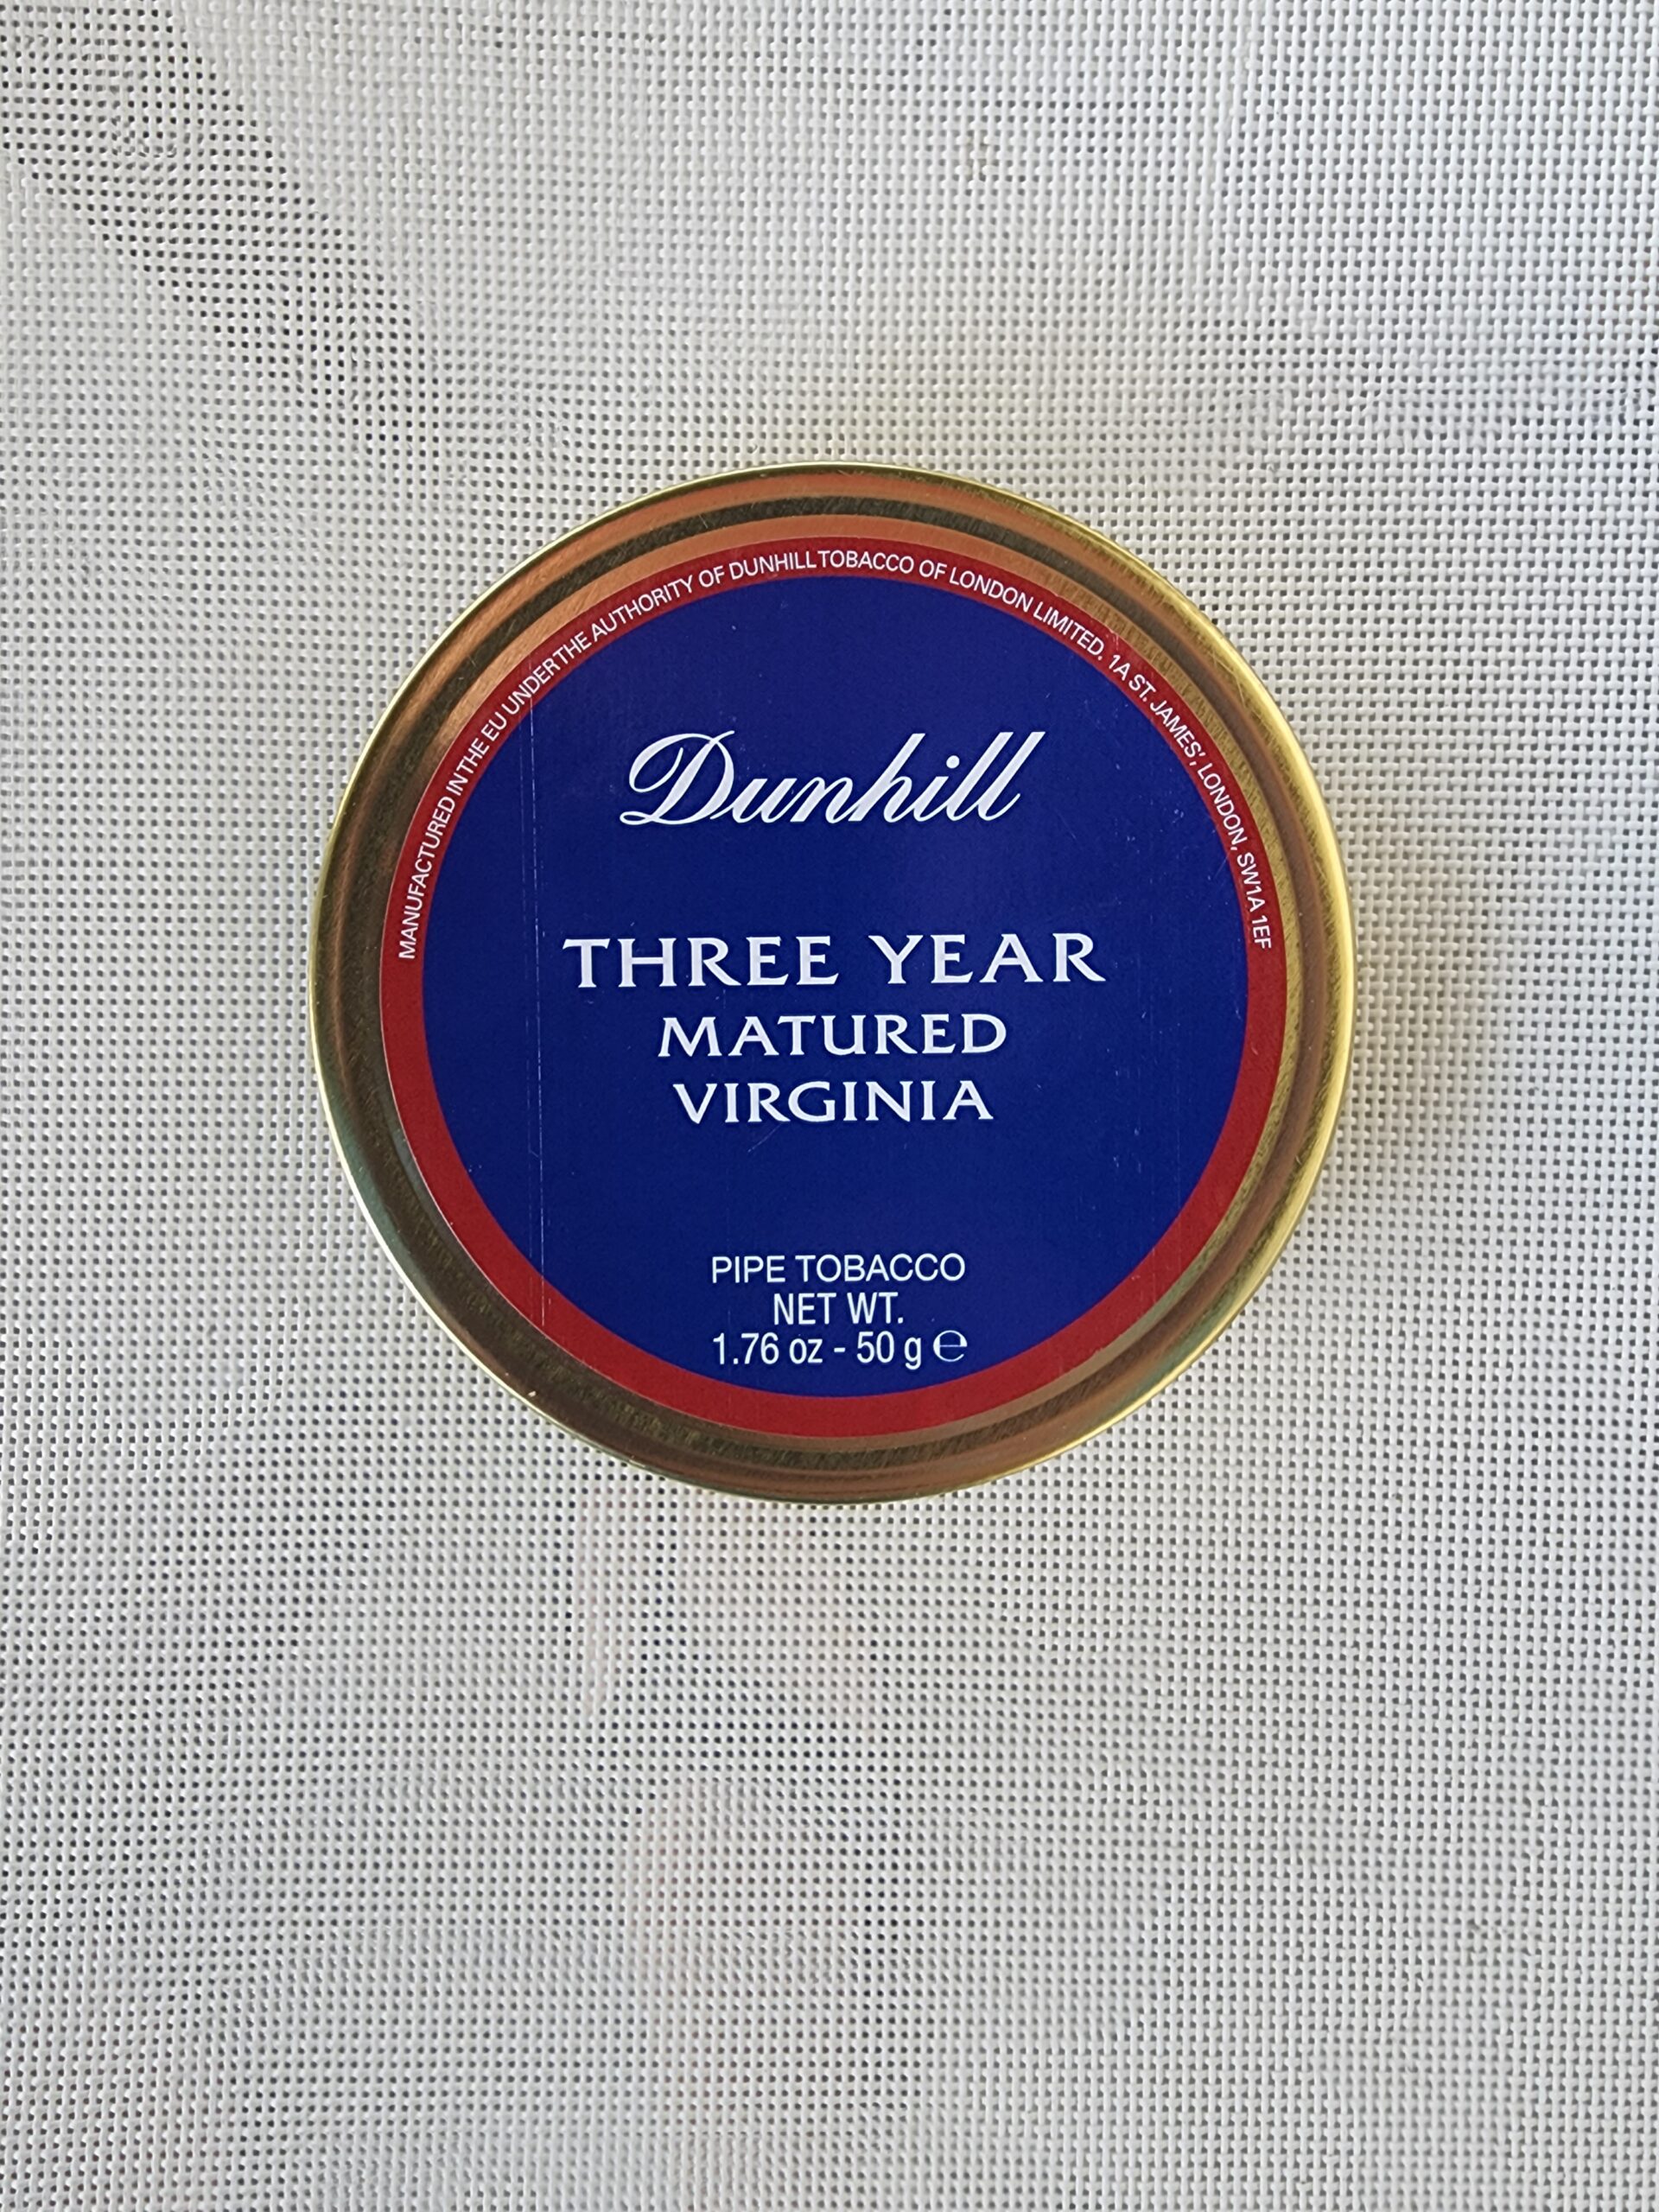 MANUFACTURED IN THE EU UNDER THE AUTHORITY OF DUNHILL TOBACCO OF LONDON LIMITED. 1A ST. JAMES', LONDON, SW1A 1EF
Dunhill
THREE YEAR
MATURED
VIRGINIA
PIPE TOBACCO
NET WT.
1.76 oz - 50 g ℮